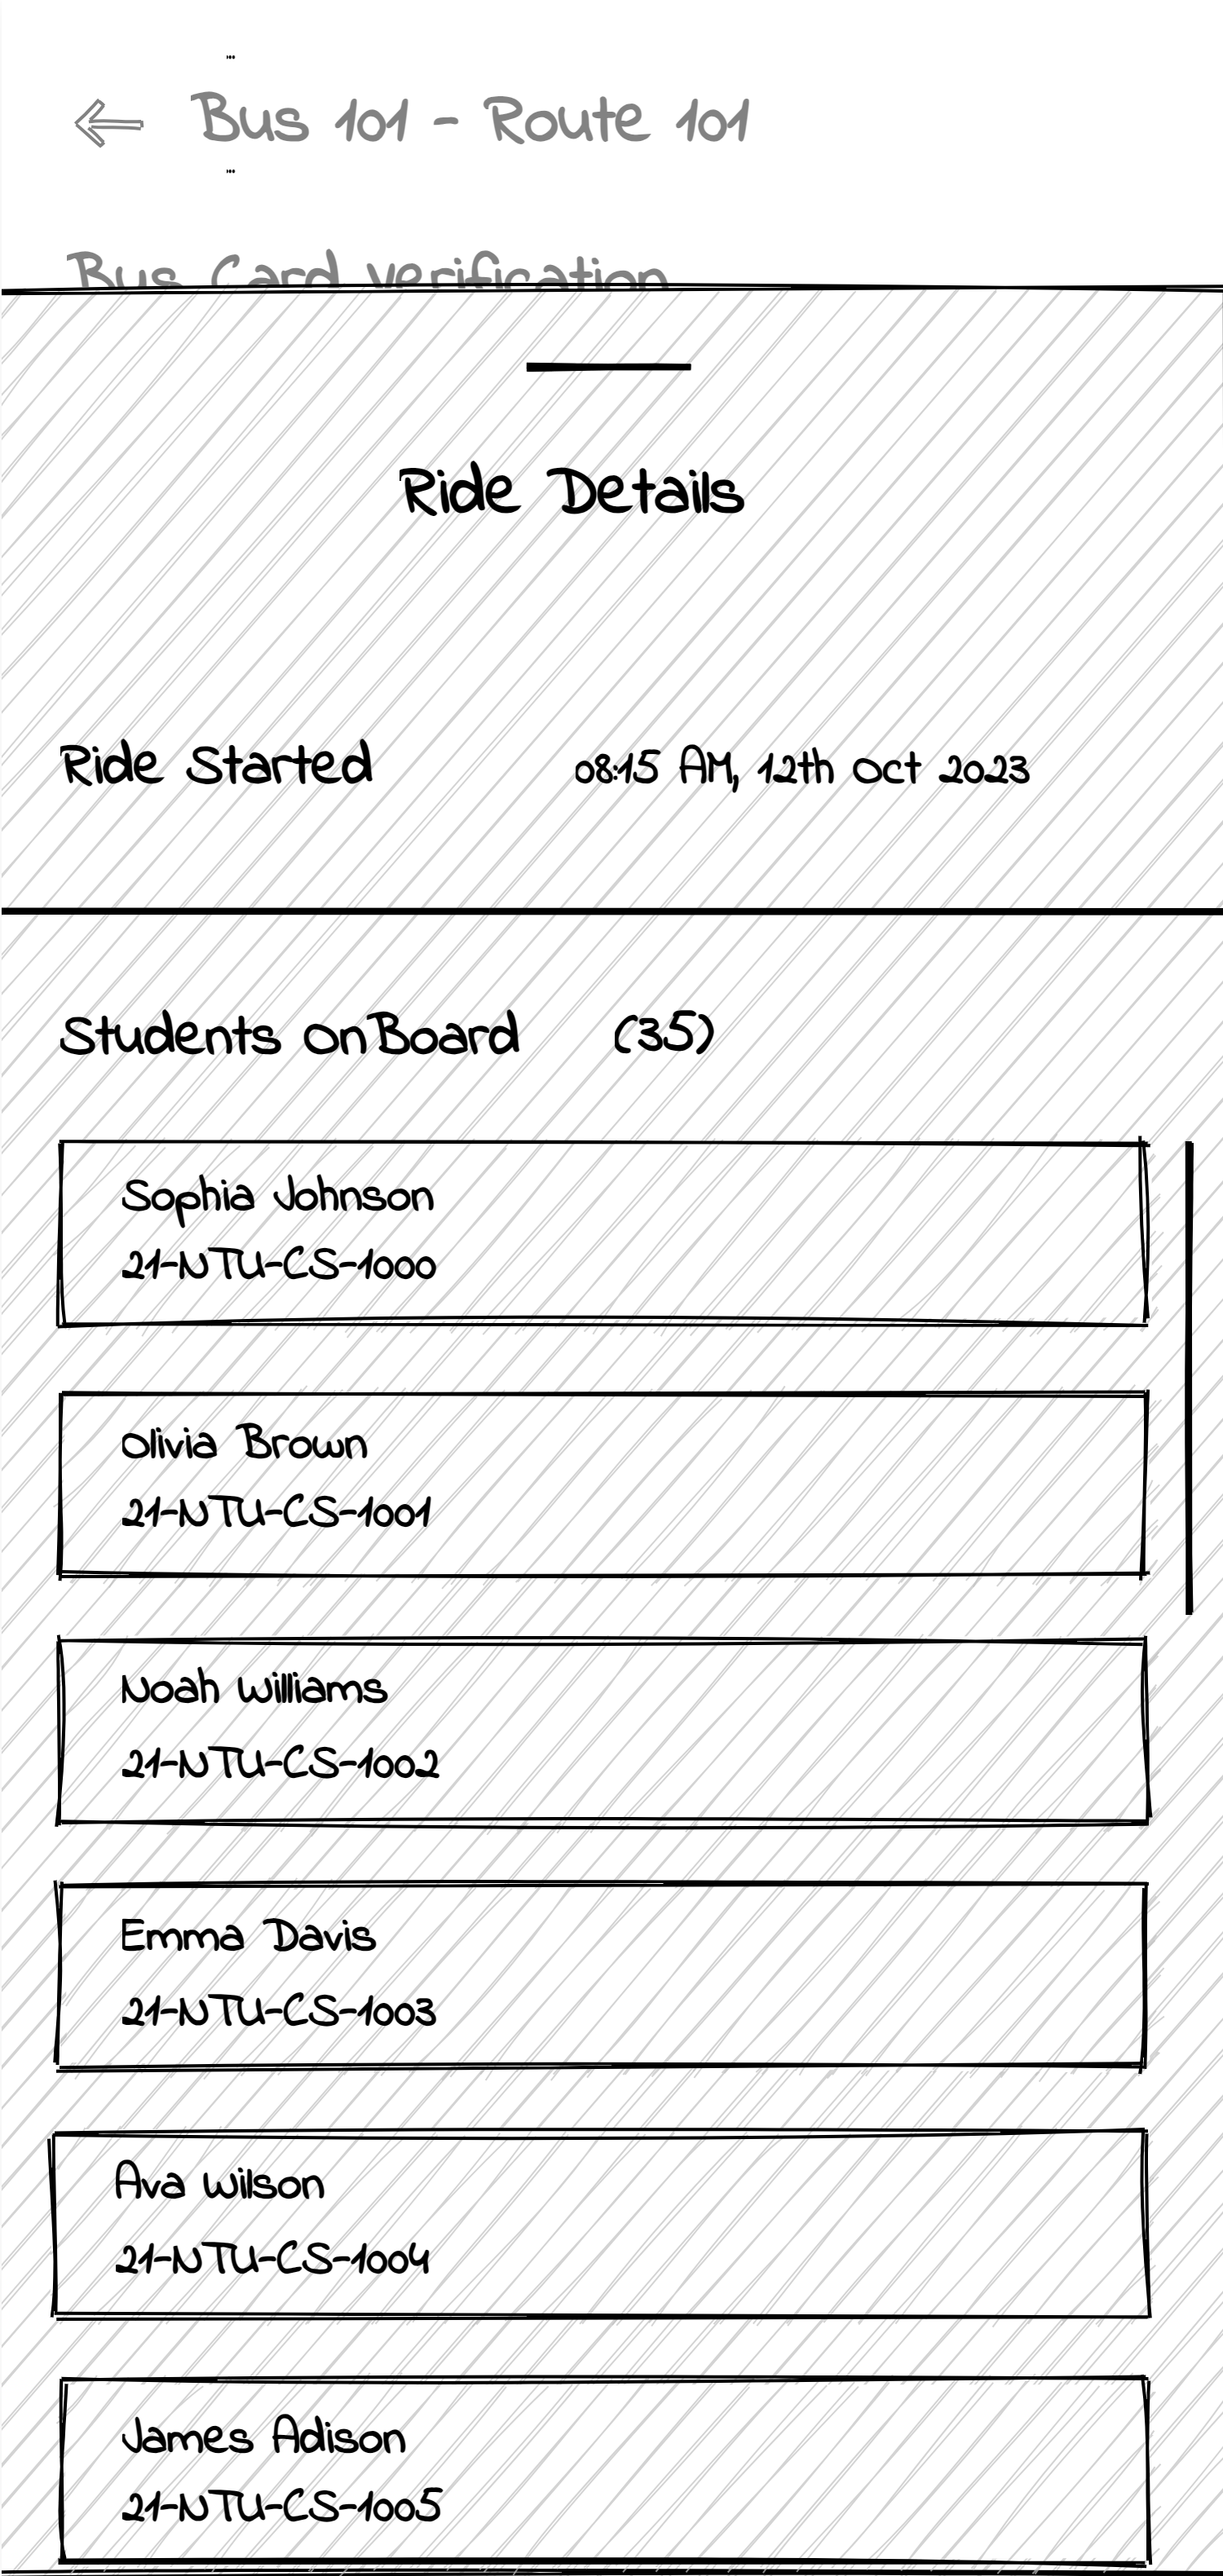 Bus 101 - Route 101
Bus Card verification
Ride Details
Ride Started 08:15 AM, 12th Oct 2023
Students OnBoard (35)
Sophia Johnson
21-NTU-CS-1000
Olivia Brown
21-NTU-CS-1001
Noah Williams
21-NTU-CS-1002
Emma Davis
21-NTU-CS-1003
Ava Wilson
21-NTU-CS-1004
James Adison
21-NTU-CS-1005